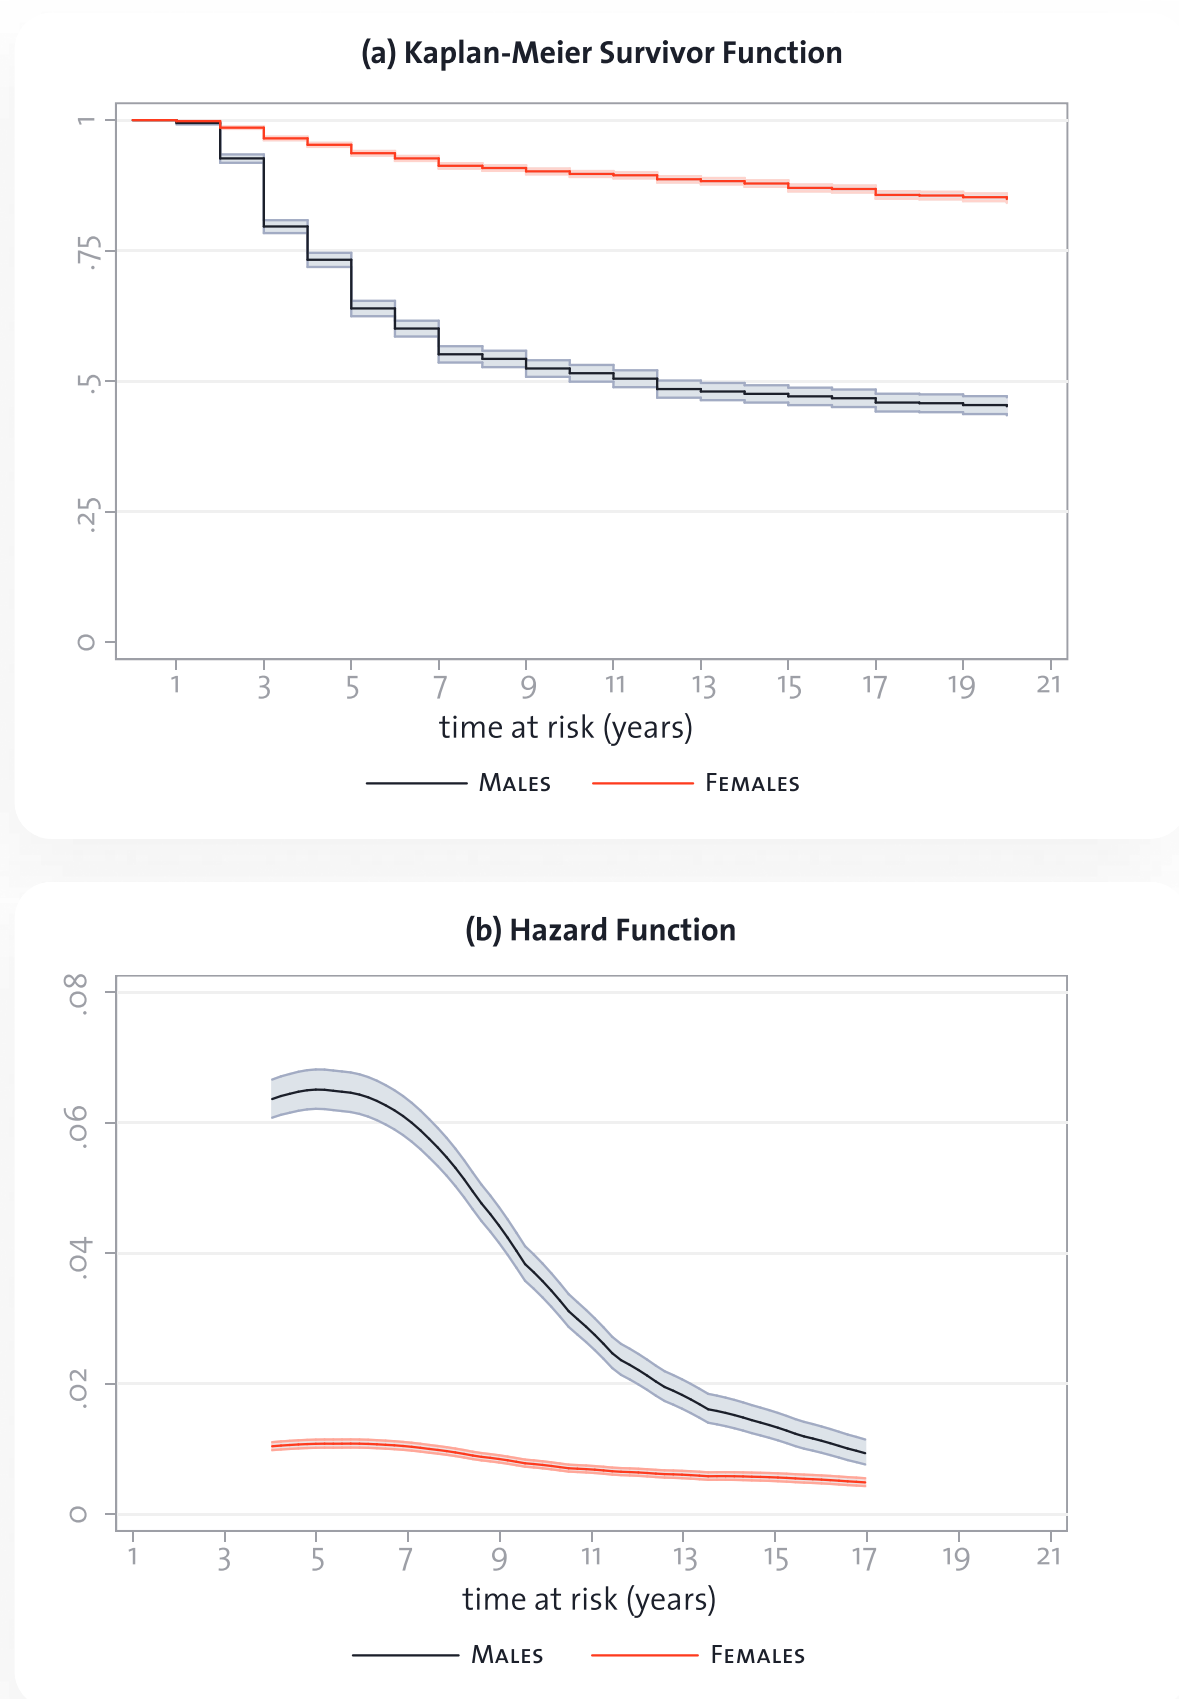 (a) Kaplan-Meier Survivor Function
1
.75
.5
.25
0
1 3 5 7 9 11 13 15 17 19 21
time at risk (years)
Males Females
(b) Hazard Function
.08
.06
.04
.02
0
1 3 5 7 9 11 13 15 17 19 21
time at risk (years)
Males Females